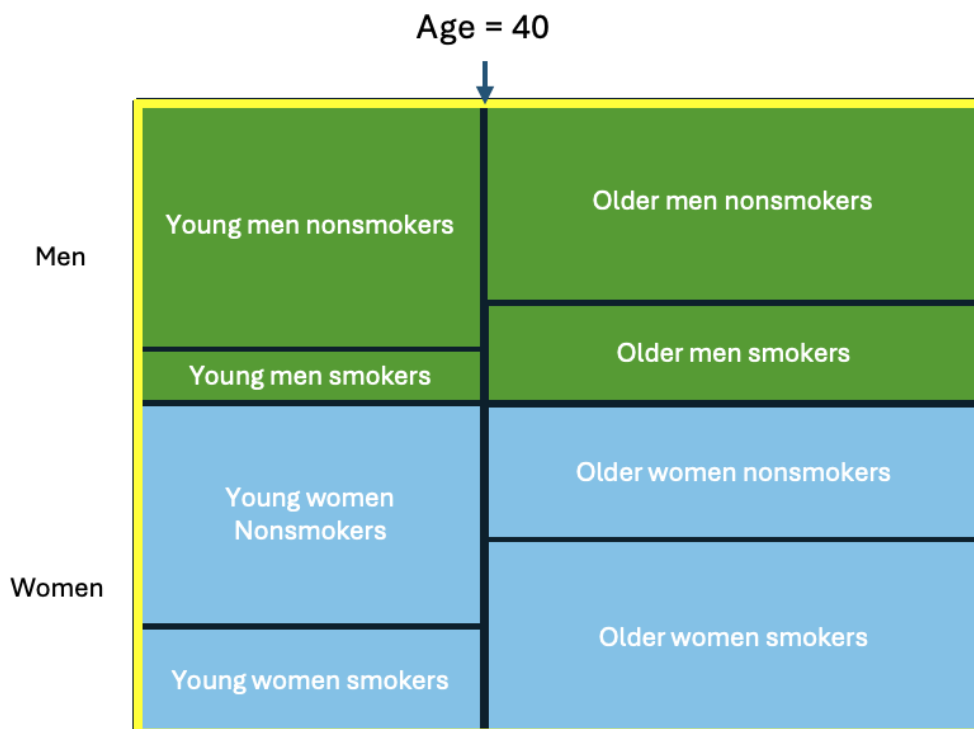 Age = 40
Men
Young men nonsmokers
Older men nonsmokers
Young men smokers
Older men smokers
Women
Young women
Nonsmokers
Older women nonsmokers
Young women smokers
Older women smokers